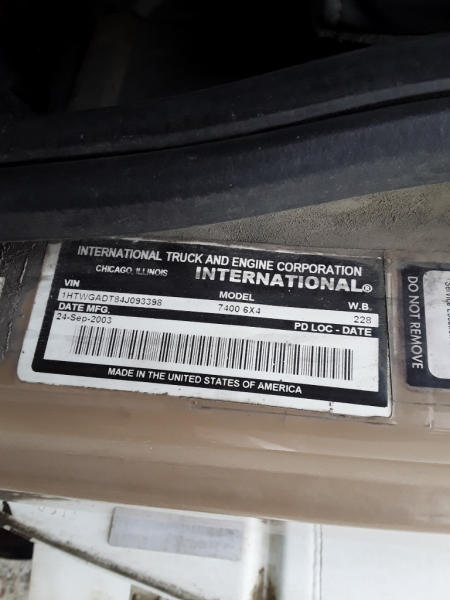 INTERNATIONAL TRUCK AND ENGINE CORPORATION
CHICAGO, ILLINOIS INTERNATIONAL®
VIN MODEL W.B.
1HTWGADT84J093398 7400 6X4 228
DATE MFG. PD LOC - DATE
24-Sep-2003
MADE IN THE UNITED STATES OF AMERICA
DO NOT REMOVE